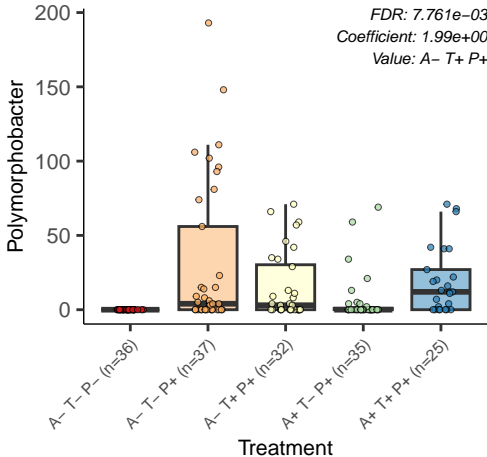 FDR: 7.761e−03
Coefficient: 1.99e+00
Value: A− T+ P+
200
150
100
50
0
Polymorphobacter
A− T− P− (n=36)
A− T− P+ (n=37)
A− T+ P+ (n=32)
A+ T− P+ (n=35)
A+ T+ P+ (n=25)
Treatment